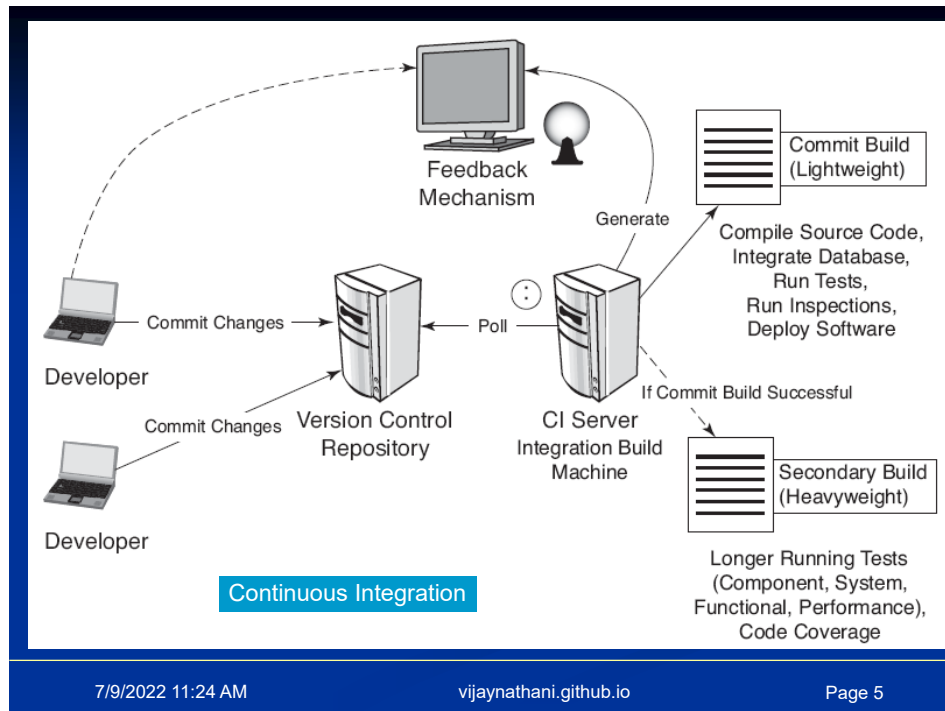 Feedback
Mechanism
Commit Build
(Lightweight)
Generate
Compile Source Code,
Integrate Database,
Run Tests,
Run Inspections,
Deploy Software
Commit Changes
Poll
Developer
If Commit Build Successful
Commit Changes
Version Control
Repository
CI Server
Integration Build
Machine
Secondary Build
(Heavyweight)
Developer
Longer Running Tests
(Component, System,
Functional, Performance),
Code Coverage
Continuous Integration
7/9/2022 11:24 AM
vijaynathani.github.io
Page 5